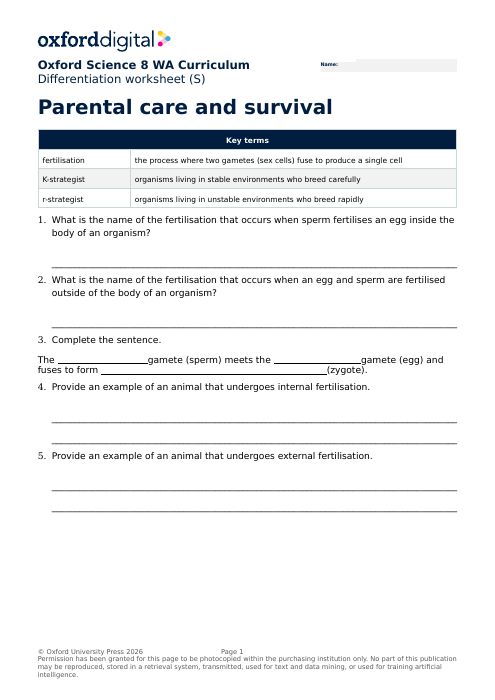 oxforddigital
Oxford Science 8 WA Curriculum
Name:
Differentiation worksheet (S)
Parental care and survival
Key terms
fertilisation the process where two gametes (sex cells) fuse to produce a single cell
K-strategist organisms living in stable environments who breed carefully
r-strategist organisms living in unstable environments who breed rapidly
1. What is the name of the fertilisation that occurs when sperm fertilises an egg inside the
body of an organism?
2. What is the name of the fertilisation that occurs when an egg and sperm are fertilised
outside of the body of an organism?
3. Complete the sentence.
The ____________gamete (sperm) meets the ____________gamete (egg) and
fuses to form ______________________________(zygote).
4. Provide an example of an animal that undergoes internal fertilisation.
5. Provide an example of an animal that undergoes external fertilisation.
© Oxford University Press 2026 Page 1
Permission has been granted for this page to be photocopied within the purchasing institution only. No part of this publication
may be reproduced, stored in a retrieval system, transmitted, used for text and data mining, or used for training artificial
intelligence.